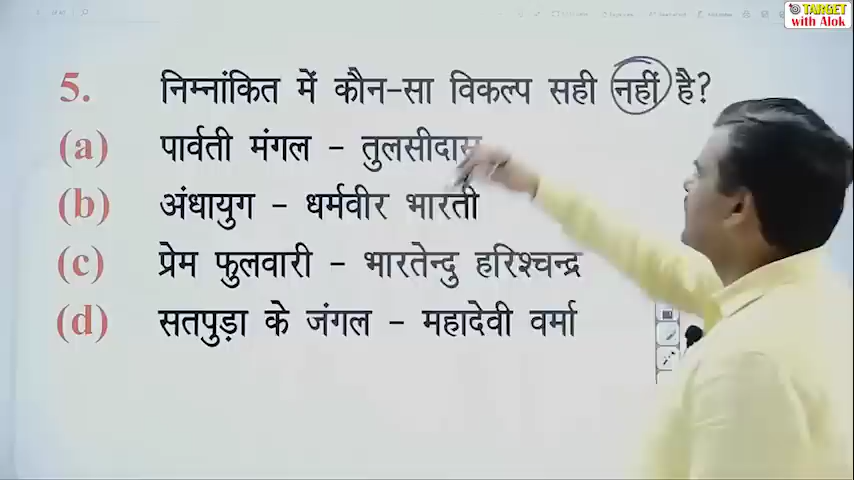 TARGET
with Alok
5. निम्नांकित में कौन-सा विकल्प सही नहीं है?
(a) पार्वती मंगल - तुलसीदास
(b) अंधायुग - धर्मवीर भारती
(c) प्रेम फुलवारी - भारतेन्दु हरिश्चन्द्र
(d) सतपुड़ा के जंगल - महादेवी वर्मा